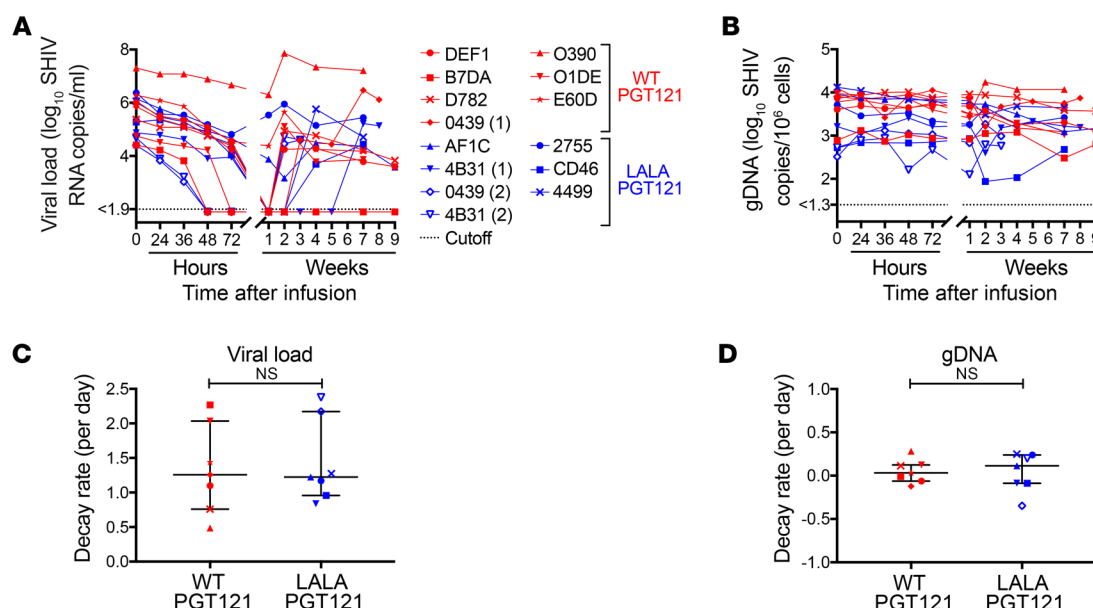 A
Viral load (log10 SHIV
RNA copies/ml)
8
6
4
<1.9
0 24 36 48 72 1 2 3 4 5 6 7 8 9
Hours Weeks
Time after infusion
DEF1
B7DA
D782
0439 (1)
AF1C
4B31 (1)
0439 (2)
4B31 (2)
Cutoff
O390
O1DE
E60D
WT
PGT121
2755
CD46
4499
LALA
PGT121
B
gDNA (log10 SHIV
copies/10^6 cells)
5
4
3
2
<1.3
0 24 36 48 72 1 2 3 4 5 6 7 8 9
Hours Weeks
Time after infusion
C
Viral load
NS
Decay rate (per day)
2.5
2.0
1.5
1.0
0.5
0.0
WT
PGT121
LALA
PGT121
D
gDNA
NS
Decay rate (per day)
1.0
0.5
0.0
-0.5
-1.0
WT
PGT121
LALA
PGT121